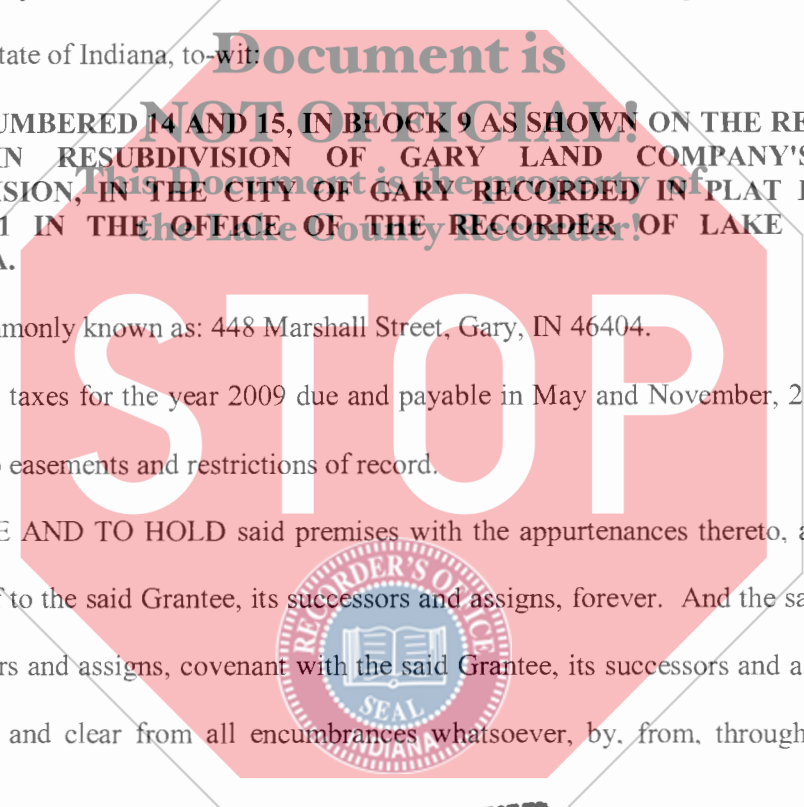 tate of Indiana, to-wit:
Document is
NOT OFFICIAL!
UMBERED 14 AND 15, IN BLOCK 9 AS SHOWN ON THE RE
IN RESUBDIVISION OF GARY LAND COMPANY'S
ISION, IN THE CITY OF GARY RECORDED IN PLAT
This Document is the property of
1 IN THE OFFICE OF THE RECORDER OF LAKE
the Lake County Recorder!
A.
mmonly known as: 448 Marshall Street, Gary, IN 46404.
STOP
taxes for the year 2009 due and payable in May and November, 2
easements and restrictions of record.
E AND TO HOLD said premises with the appurtenances thereto, a
f to the said Grantee, its successors and assigns, forever. And the sa
rs and assigns, covenant with the said Grantee, its successors and a
and clear from all encumbrances whatsoever, by, from, through
RECORDER'S OFFICE
SEAL
INDIANA